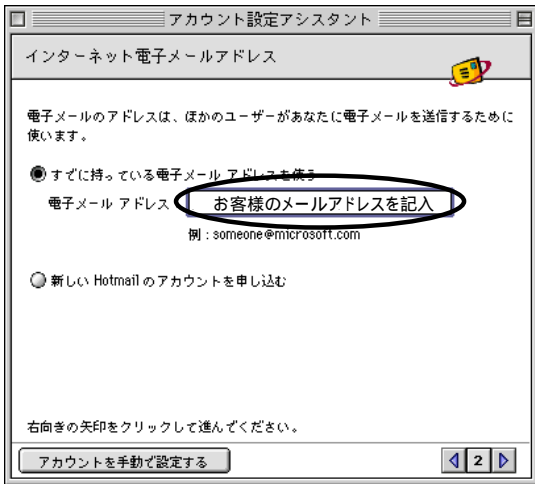 アカウント設定アシスタント
インターネット電子メールアドレス
電子メールのアドレスは、ほかのユーザーがあなたに電子メールを送信するために
使います。
すでに持っている電子メール アドレスを使う
電子メール アドレス お客様のメールアドレスを記入
例 : someone@microsoft.com
新しい Hotmail のアカウントを申し込む
右向きの矢印をクリックして進んでください。
アカウントを手動で設定する 2